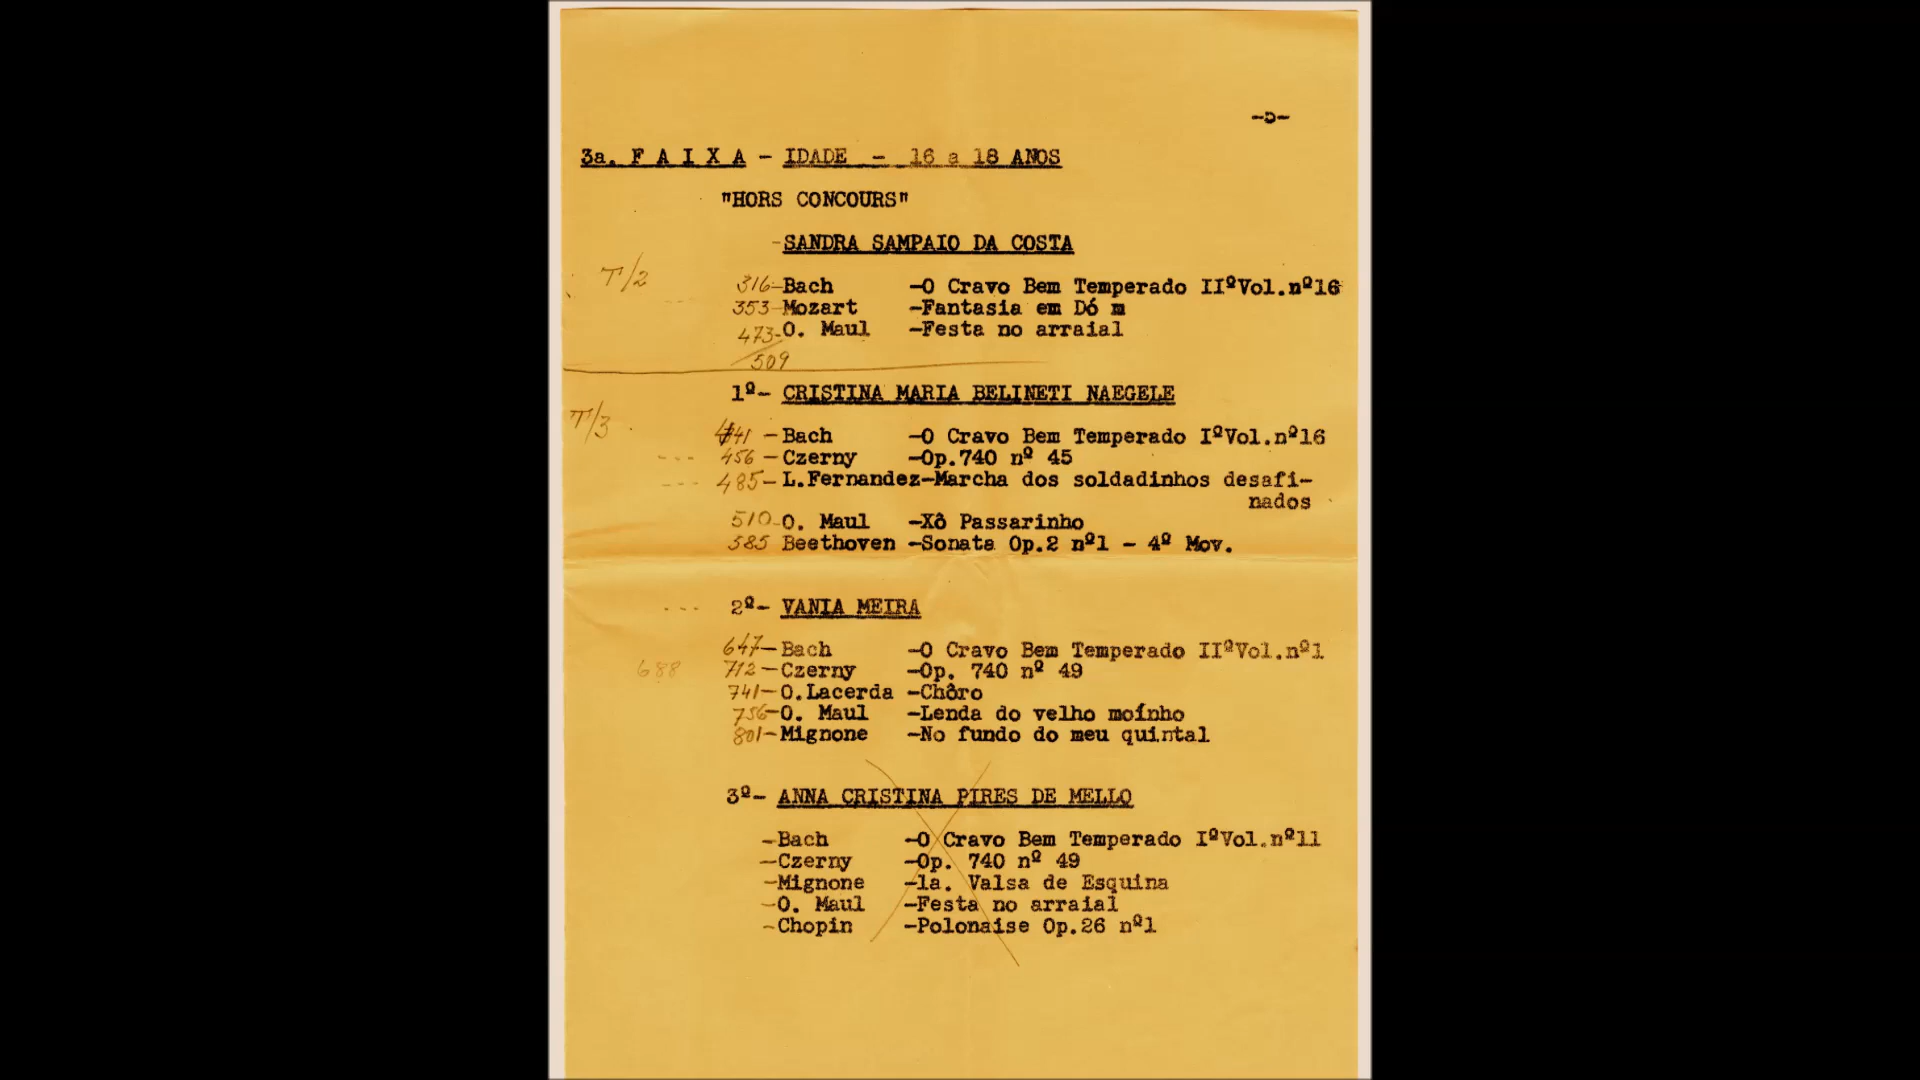 -5-
3a. F A I X A - IDADE - 16 a 18 ANOS
"HORS CONCOURS"
-SANDRA SAMPAIO DA COSTA
T/2
316-Bach -O Cravo Bem Temperado IIºVol.nº16
353-Mozart -Fantasia em Dó m
473-O. Maul -Festa no arraial
509
1º- CRISTINA MARIA BELINETI NAEGELE
T/3
441 -Bach -O Cravo Bem Temperado IºVol.nº16
456 -Czerny -Op.740 nº 45
485- L.Fernandez-Marcha dos soldadinhos desafi-
nados
510-O. Maul -Xô Passarinho
585 Beethoven -Sonata Op.2 nº1 - 4º Mov.
2º- VANIA MEIRA
647-Bach -O Cravo Bem Temperado IIºVol.nº1
688 712-Czerny -Op. 740 nº 49
741-O.Lacerda -Chôro
756-O. Maul -Lenda do velho moínho
801-Mignone -No fundo do meu quintal
3º- ANNA CRISTINA PIRES DE MELLO
-Bach -O Cravo Bem Temperado IºVol.nº11
-Czerny -Op. 740 nº 49
-Mignone -1a. Valsa de Esquina
-O. Maul -Festa no arraial
-Chopin -Polonaise Op.26 nº1